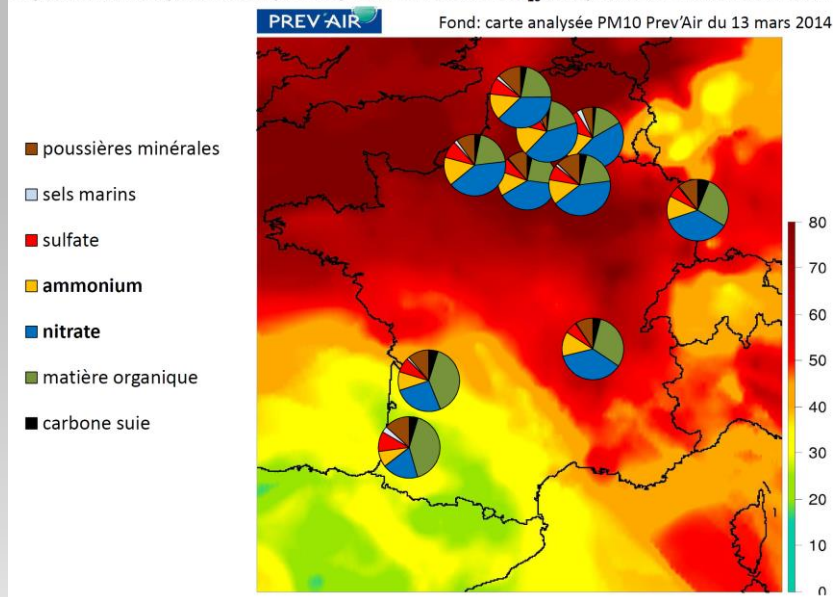 PREV'AIR
Fond: carte analysée PM10 Prev'Air du 13 mars 2014
poussières minérales
sels marins
sulfate
ammonium
nitrate
matière organique
carbone suie
80
70
60
50
40
30
20
10
0